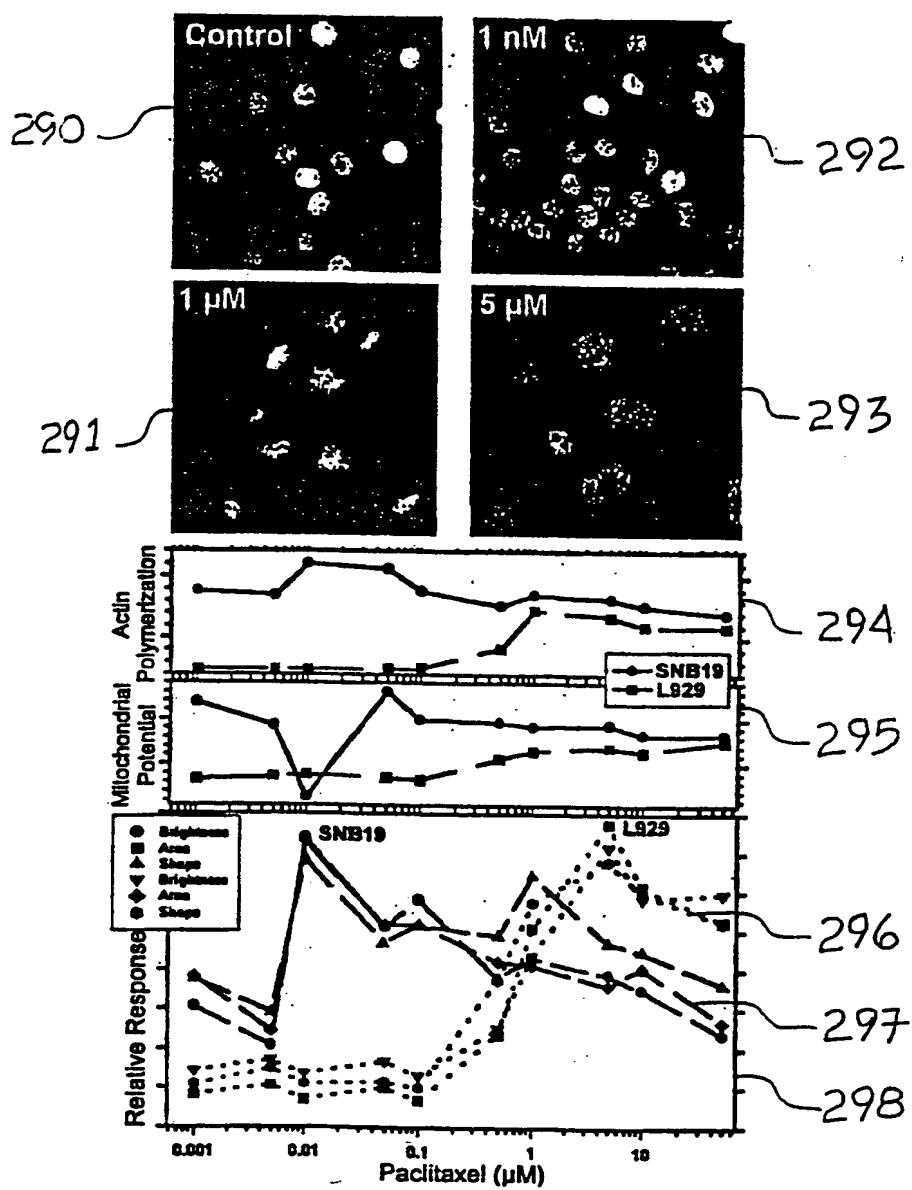 Control
1 nM
290
292
1 µM
5 µM
291
293
Actin
Polymerization
294
SNB19
L929
Mitochondrial
Potential
295
Brightness
Area
Shape
Brightness
Area
Shape
SNB19
L929
296
Relative Response
297
298
0.001
0.01
0.1
1
10
Paclitaxel (µM)